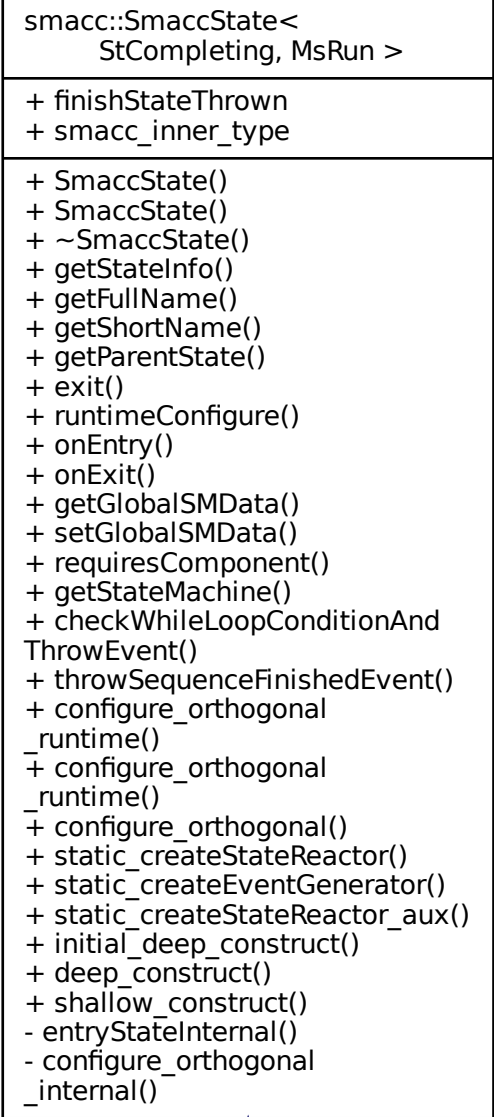 smacc::SmaccState<
StCompleting, MsRun >
+ finishStateThrown
+ smacc_inner_type
+ SmaccState()
+ SmaccState()
+ ~SmaccState()
+ getStateInfo()
+ getFullName()
+ getShortName()
+ getParentState()
+ exit()
+ runtimeConfigure()
+ onEntry()
+ onExit()
+ getGlobalSMData()
+ setGlobalSMData()
+ requiresComponent()
+ getStateMachine()
+ checkWhileLoopConditionAnd
ThrowEvent()
+ throwSequenceFinishedEvent()
+ configure_orthogonal
_runtime()
+ configure_orthogonal
_runtime()
+ configure_orthogonal()
+ static_createStateReactor()
+ static_createEventGenerator()
+ static_createStateReactor_aux()
+ initial_deep_construct()
+ deep_construct()
+ shallow_construct()
- entryStateInternal()
- configure_orthogonal
_internal()